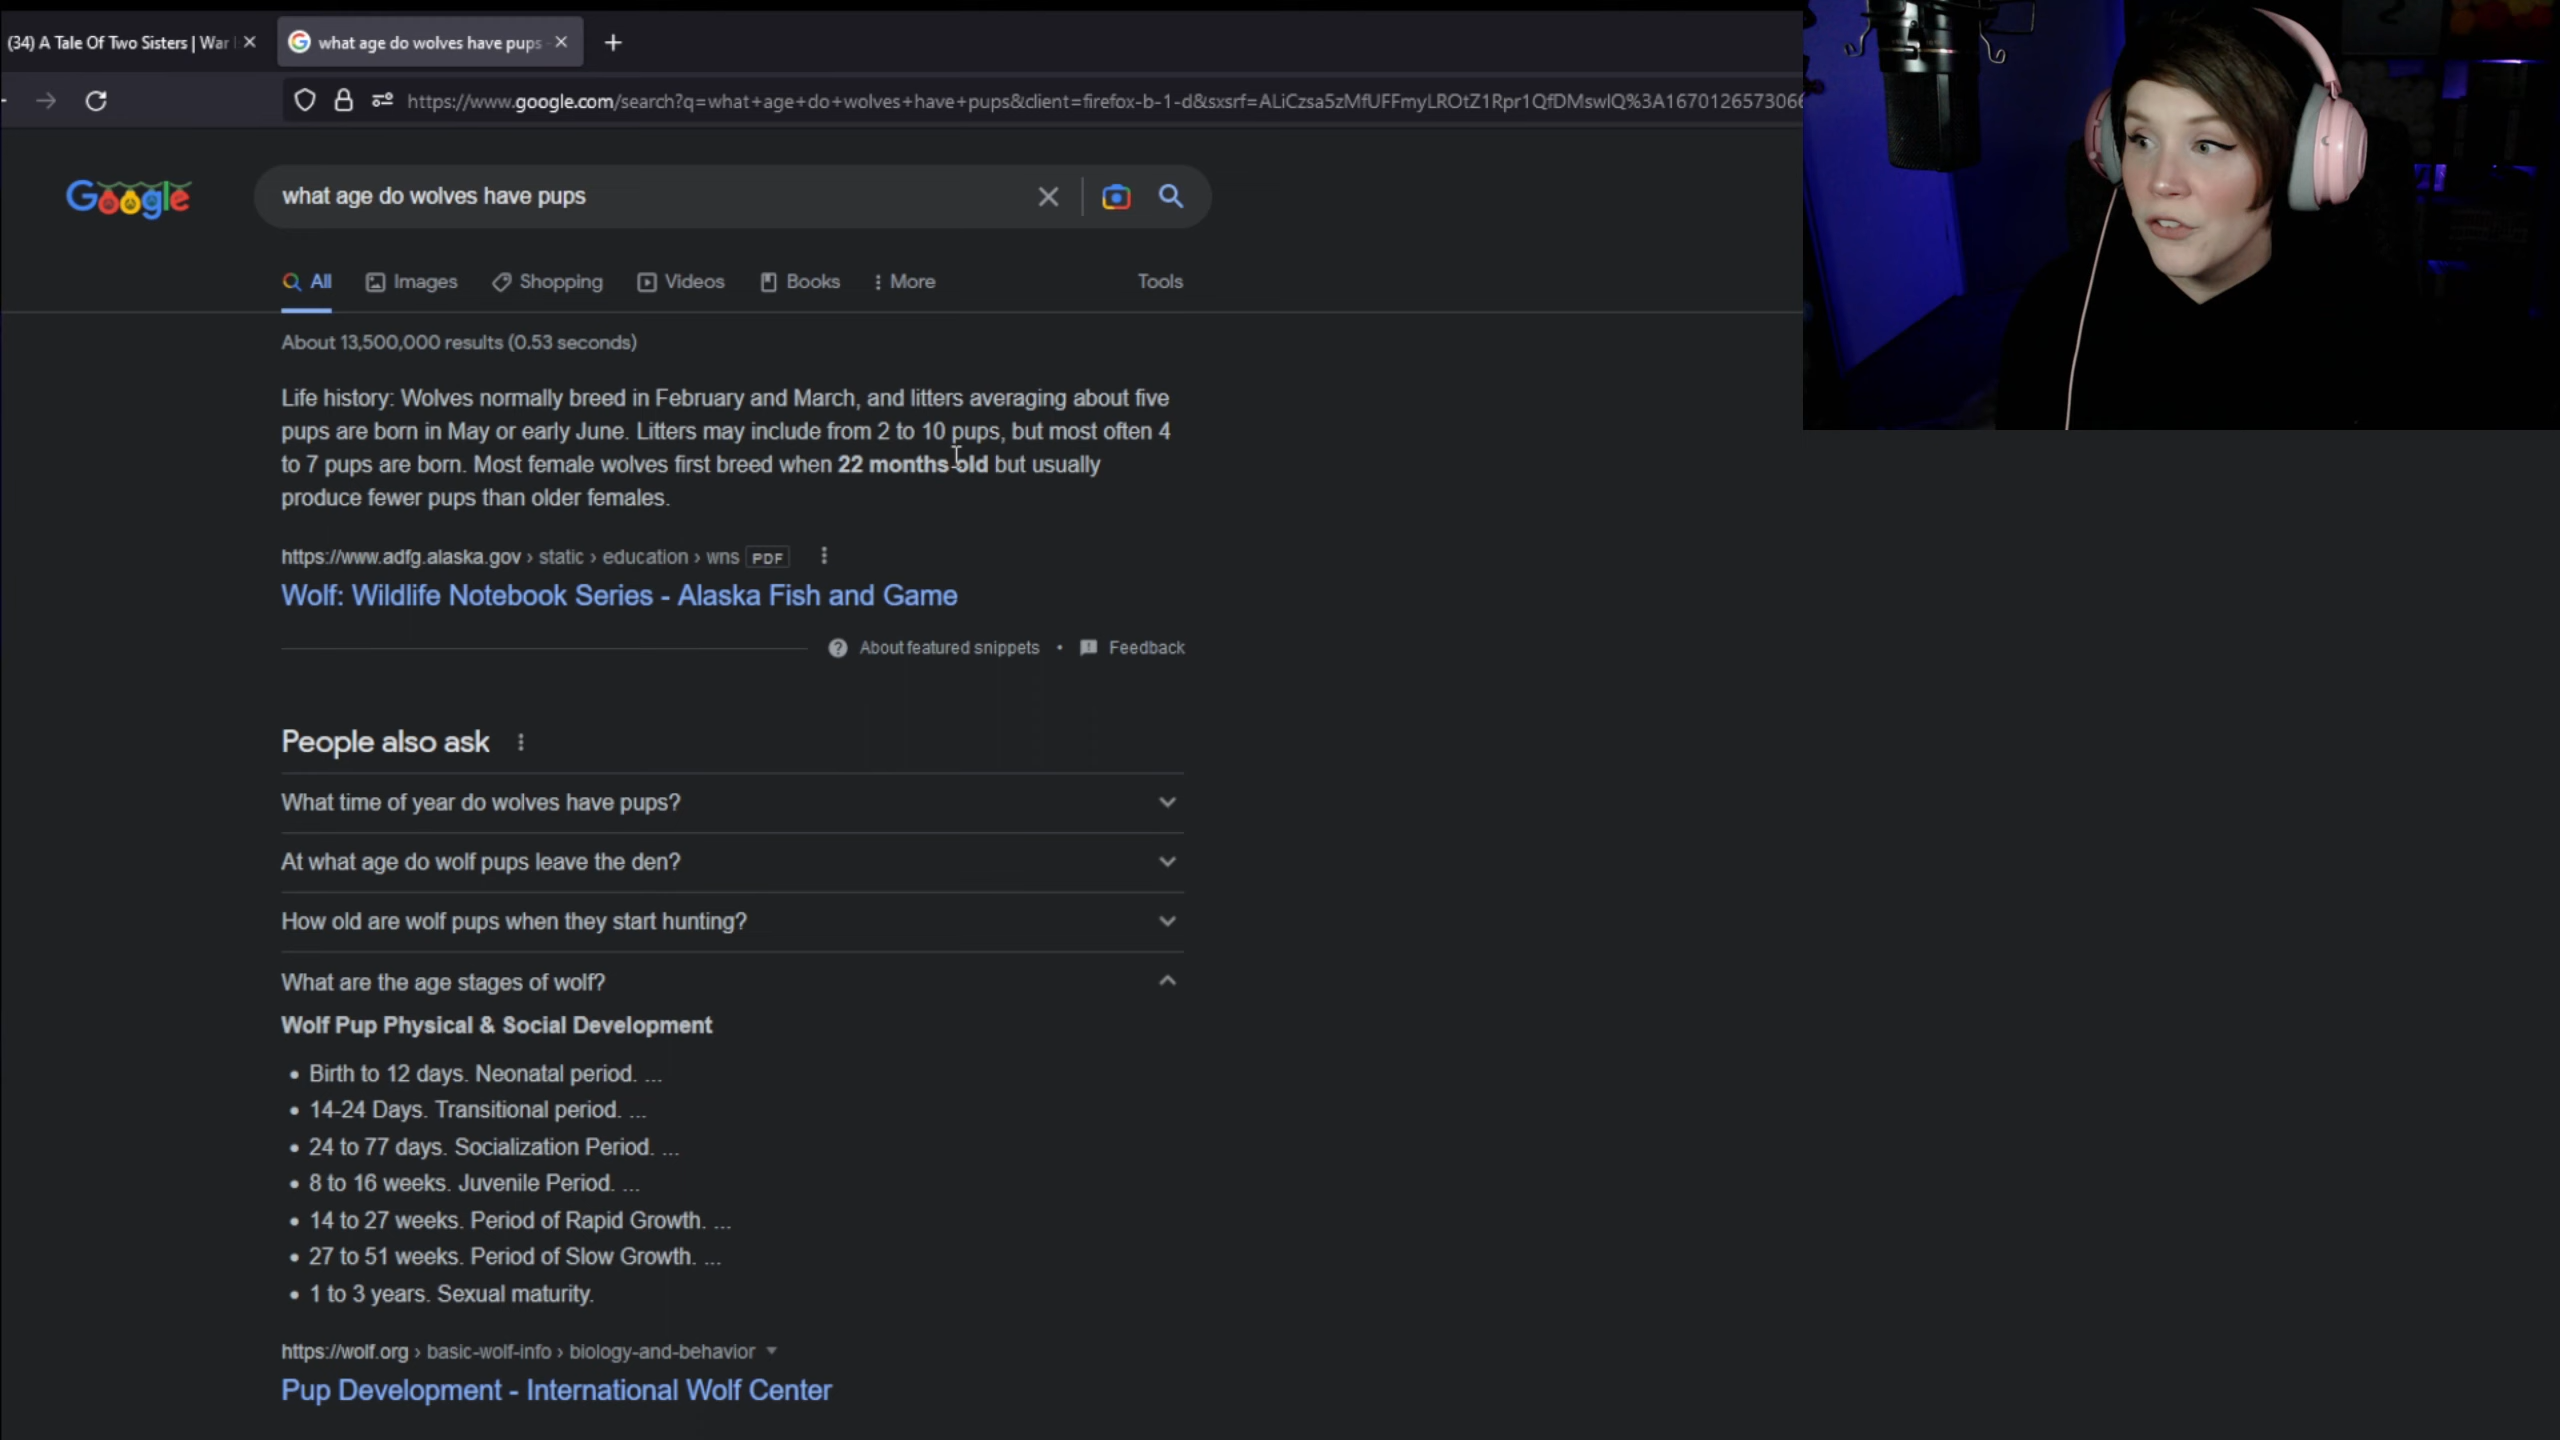 (34) A Tale Of Two Sisters | War
what age do wolves have pups
https://www.google.com/search?q=what+age+do+wolves+have+pups&client=firefox-b-1-d&sxsrf=ALiCzsa5zMfUFFmyLROtZ1Rpr1QfDMswIQ%3A1670126573066
Google
what age do wolves have pups
All Images Shopping Videos Books More Tools
About 13,500,000 results (0.53 seconds)
Life history: Wolves normally breed in February and March, and litters averaging about five
pups are born in May or early June. Litters may include from 2 to 10 pups, but most often 4
to 7 pups are born. Most female wolves first breed when 22 months old but usually
produce fewer pups than older females.
https://www.adfg.alaska.gov › static › education › wns PDF
Wolf: Wildlife Notebook Series - Alaska Fish and Game
About featured snippets • Feedback
People also ask
What time of year do wolves have pups?
At what age do wolf pups leave the den?
How old are wolf pups when they start hunting?
What are the age stages of wolf?
Wolf Pup Physical & Social Development
• Birth to 12 days. Neonatal period. ...
• 14-24 Days. Transitional period. ...
• 24 to 77 days. Socialization Period. ...
• 8 to 16 weeks. Juvenile Period. ...
• 14 to 27 weeks. Period of Rapid Growth. ...
• 27 to 51 weeks. Period of Slow Growth. ...
• 1 to 3 years. Sexual maturity.
https://wolf.org › basic-wolf-info › biology-and-behavior
Pup Development - International Wolf Center